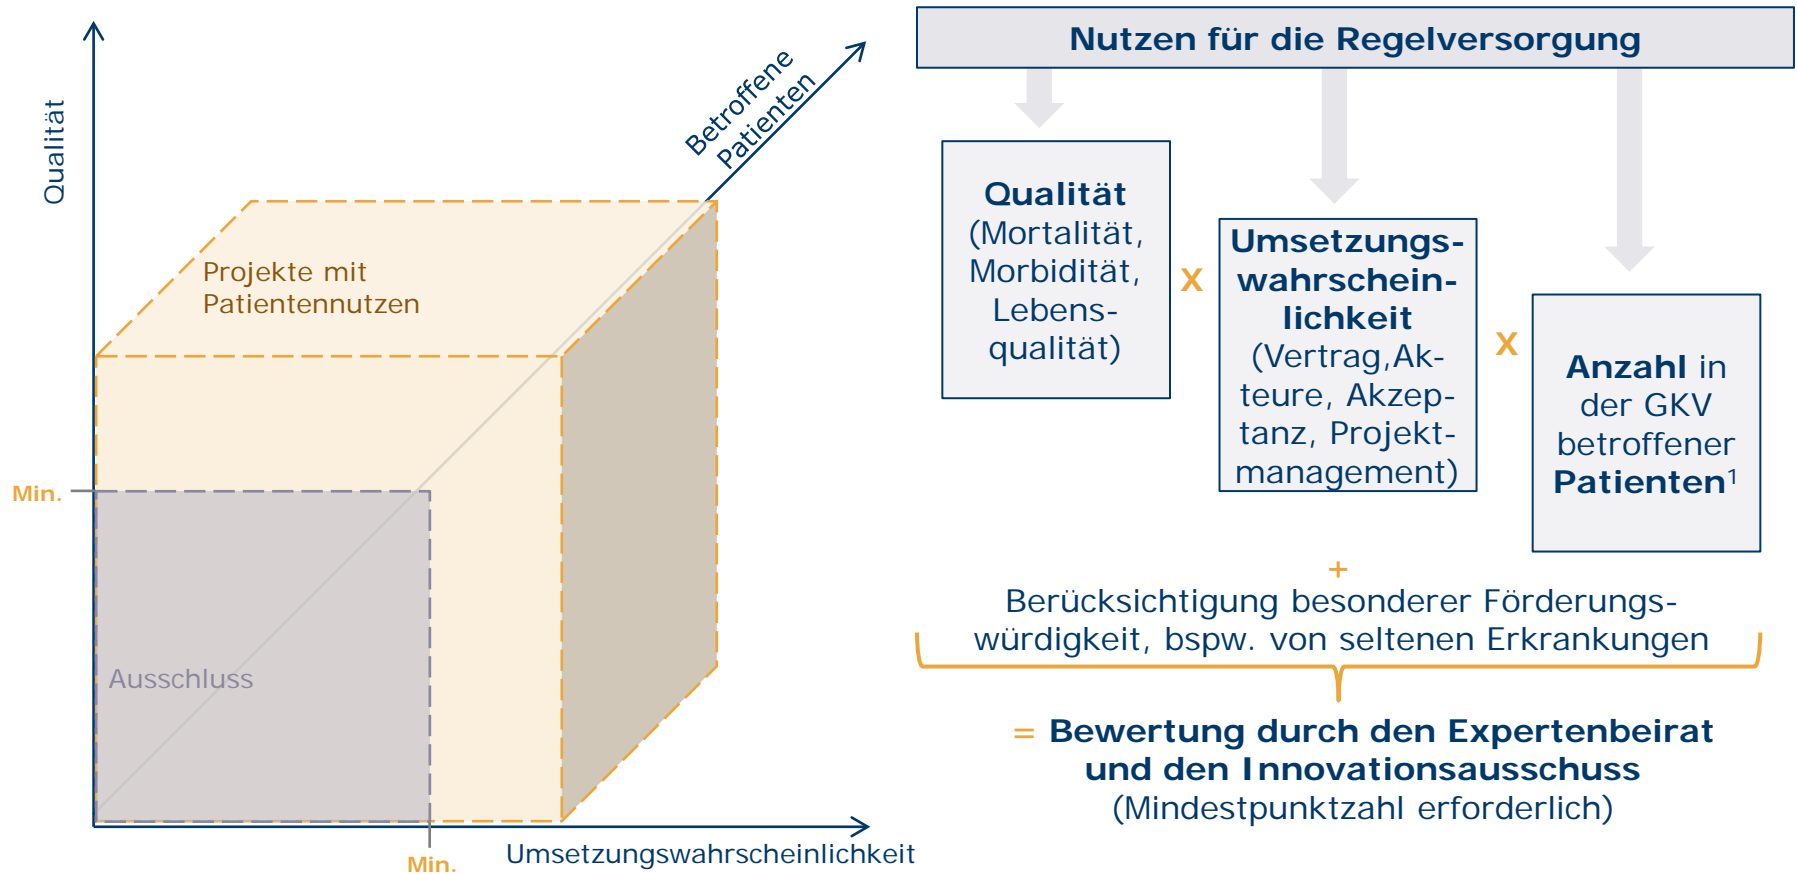 Qualität
Betroffene
Patienten
Projekte mit
Patientennutzen
Min.
Ausschluss
Min.
Umsetzungswahrscheinlichkeit
Nutzen für die Regelversorgung
Qualität
(Mortalität,
Morbidität,
Lebens-
qualität)
X
Umsetzungs-
wahrschein-
lichkeit
(Vertrag,Ak-
teure, Akzep-
tanz, Projekt-
management)
X
Anzahl in
der GKV
betroffener
Patienten¹
+
Berücksichtigung besonderer Förderungs-
würdigkeit, bspw. von seltenen Erkrankungen
= Bewertung durch den Expertenbeirat
und den Innovationsausschuss
(Mindestpunktzahl erforderlich)